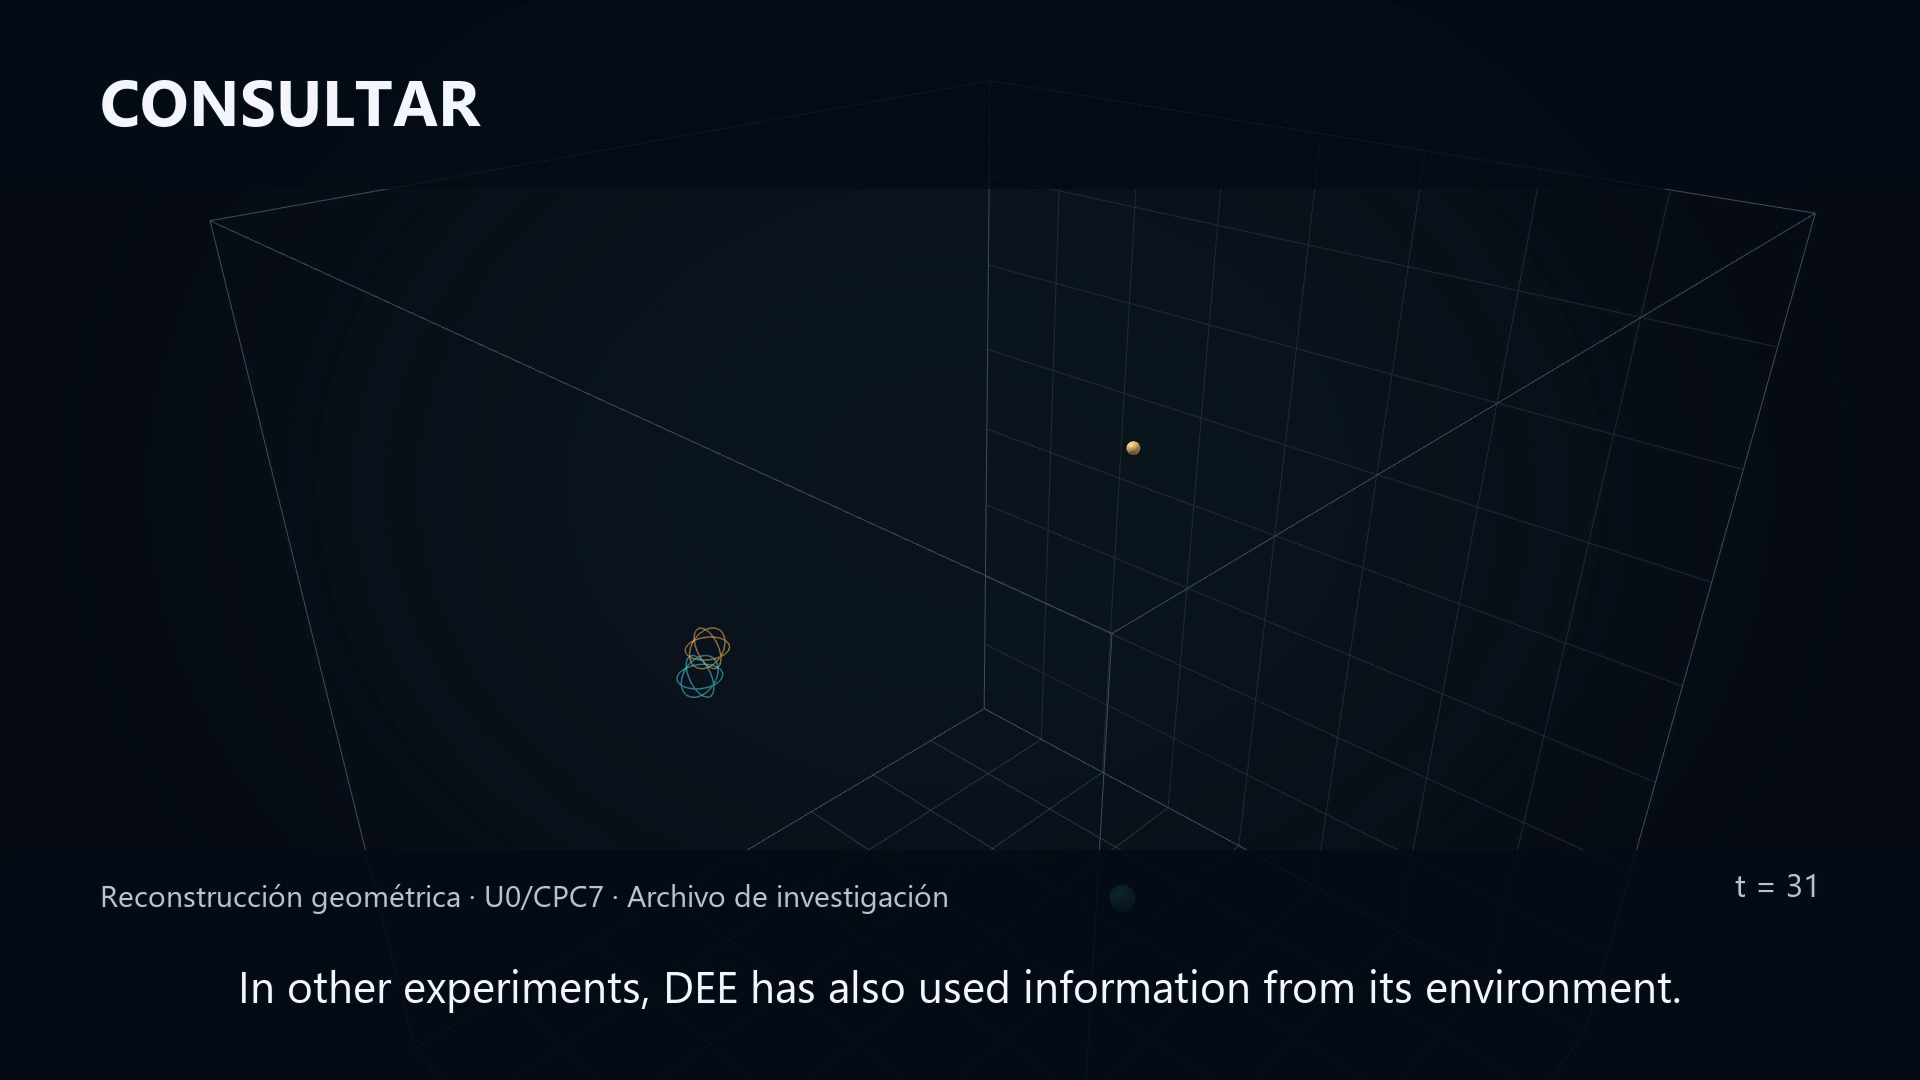 CONSULTAR
Reconstrucción geométrica · U0/CPC7 · Archivo de investigación
t = 31
In other experiments, DEE has also used information from its environment.